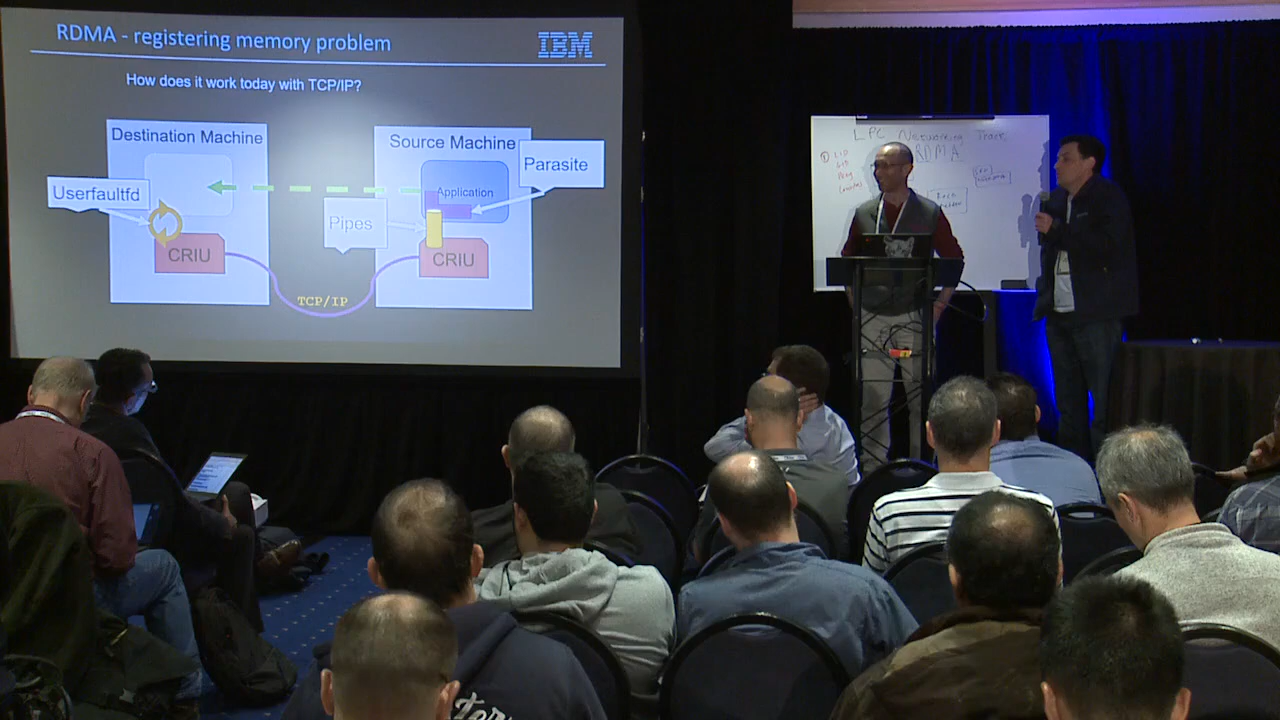 RDMA - registering memory problem
IBM
How does it work today with TCP/IP?
Destination Machine
Source Machine
Parasite
Application
Userfaultfd
Pipes
CRIU
CRIU
TCP/IP
LPC Networking Track
RDMA